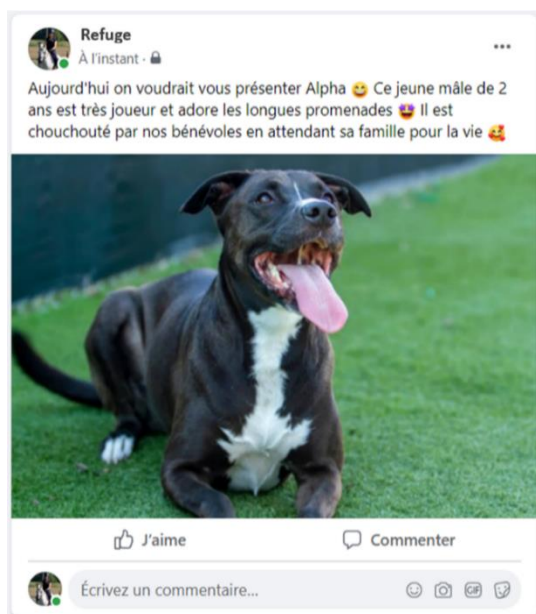 Refuge
À l'instant ·
Aujourd'hui on voudrait vous présenter Alpha 😄 Ce jeune mâle de 2
ans est très joueur et adore les longues promenades 🤩 Il est
chouchouté par nos bénévoles en attendant sa famille pour la vie 🥰
J'aime
Commenter
Écrivez un commentaire...
GIF